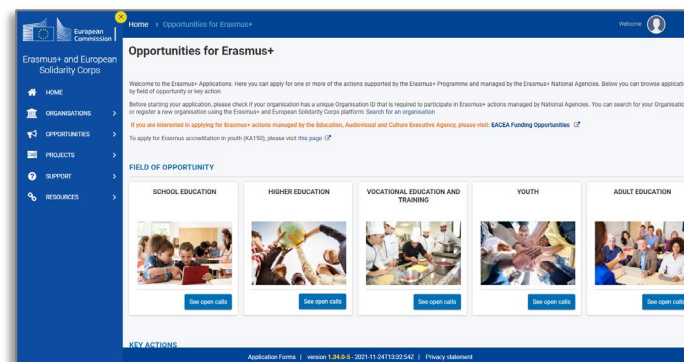 European
Commission
Erasmus+ and European
Solidarity Corps
HOME
ORGANISATIONS
OPPORTUNITIES
PROJECTS
SUPPORT
RESOURCES
Home > Opportunities for Erasmus+
Welcome
Opportunities for Erasmus+
Welcome to the Erasmus+ Applications. Here you can apply for one or more of the actions supported by the Erasmus+ Programme and managed by the Erasmus+ National Agencies. Below you can browse
by field of opportunity or key action.
Before starting your application, please check if your organisation has a unique Organisation ID that is required to participate in Erasmus+ actions managed by National Agencies. You can search for your
or register a new organisation using the Erasmus+ and European Solidarity Corps platform: Search for an organisation
If you are interested in applying for Erasmus+ actions managed by the Education, Audiovisual and Culture Executive Agency, please visit: EACEA Funding Opportunities
To apply for Erasmus accreditation in youth (KA150), please visit this page
FIELD OF OPPORTUNITY
SCHOOL EDUCATION
See open calls
HIGHER EDUCATION
See open calls
VOCATIONAL EDUCATION AND
TRAINING
See open calls
YOUTH
See open calls
ADULT EDUCATION
See open calls
KEY ACTIONS
Application Forms | version 1.34.0-5 - 2021-11-24T13:32:54Z | Privacy statement